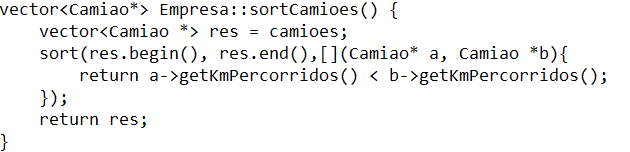 vector<Camiao*> Empresa::sortCamioes() {
    vector<Camiao *> res = camioes;
    sort(res.begin(), res.end(),[](Camiao* a, Camiao *b){
        return a->getKmPercorridos() < b->getKmPercorridos();
    });
    return res;
}